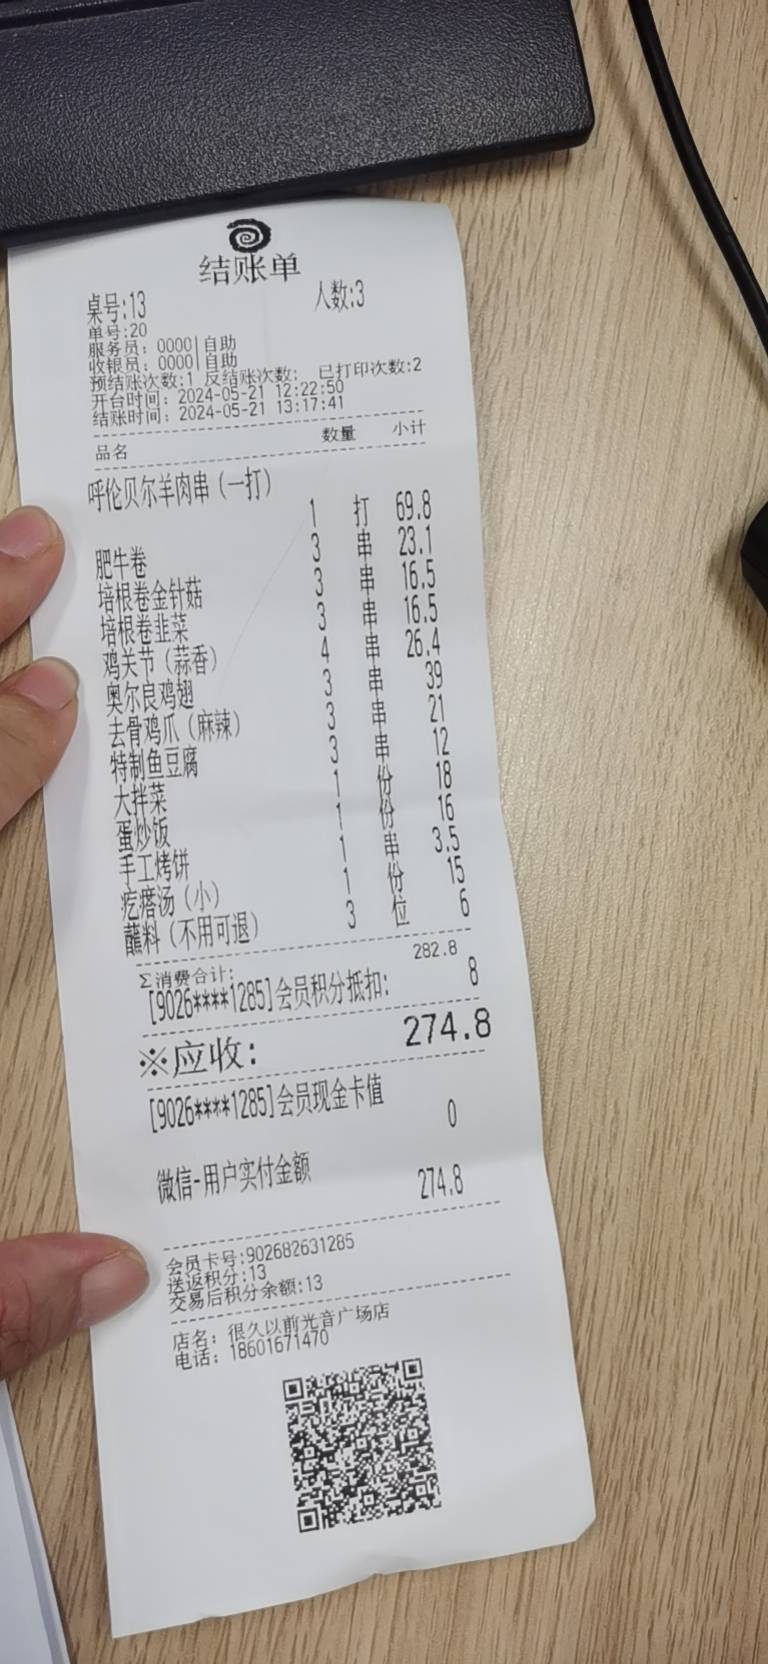 结账单
桌号:13 人数:3
单号:20
服务员: 0000|自助
收银员: 0000|自助
预结账次数:1 反结账次数: 已打印次数:2
开台时间: 2024-05-21 12:22:50
结账时间: 2024-05-21 13:17:41
品名 数量 小计
呼伦贝尔羊肉串（一打）
1 打 69.8
肥牛卷 3 串 23.1
培根卷金针菇 3 串 16.5
培根卷韭菜 3 串 16.5
鸡关节（蒜香） 4 串 26.4
奥尔良鸡翅 3 串 39
去骨鸡爪（麻辣） 3 串 21
特制鱼豆腐 3 串 12
大拌菜 1 份 18
蛋炒饭 1 份 16
手工烤饼 1 串 3.5
疙瘩汤（小） 1 份 15
蘸料（不用可退） 3 位 6
Σ消费合计: 282.8
[9026****1285]会员积分抵扣: 8
※应收: 274.8
[9026****1285]会员现金卡值
0
微信-用户实付金额
274.8
会员卡号:902682631285
送返积分:13
交易后积分余额:13
店名: 很久以前光音广场店
电话: 18601671470